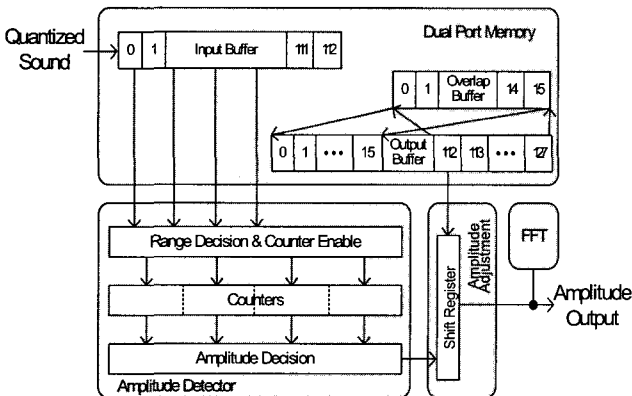 Quantized
Sound
0 1 Input Buffer 111 112
Dual Port Memory
0 1 Overlap Buffer 14 15
0 1 ••• 15 Output Buffer 112 113 ••• 127
Range Decision & Counter Enable
Counters
Amplitude Decision
Amplitude Detector
Shift Register
Amplitude
Adjustment
FFT
Amplitude
Output